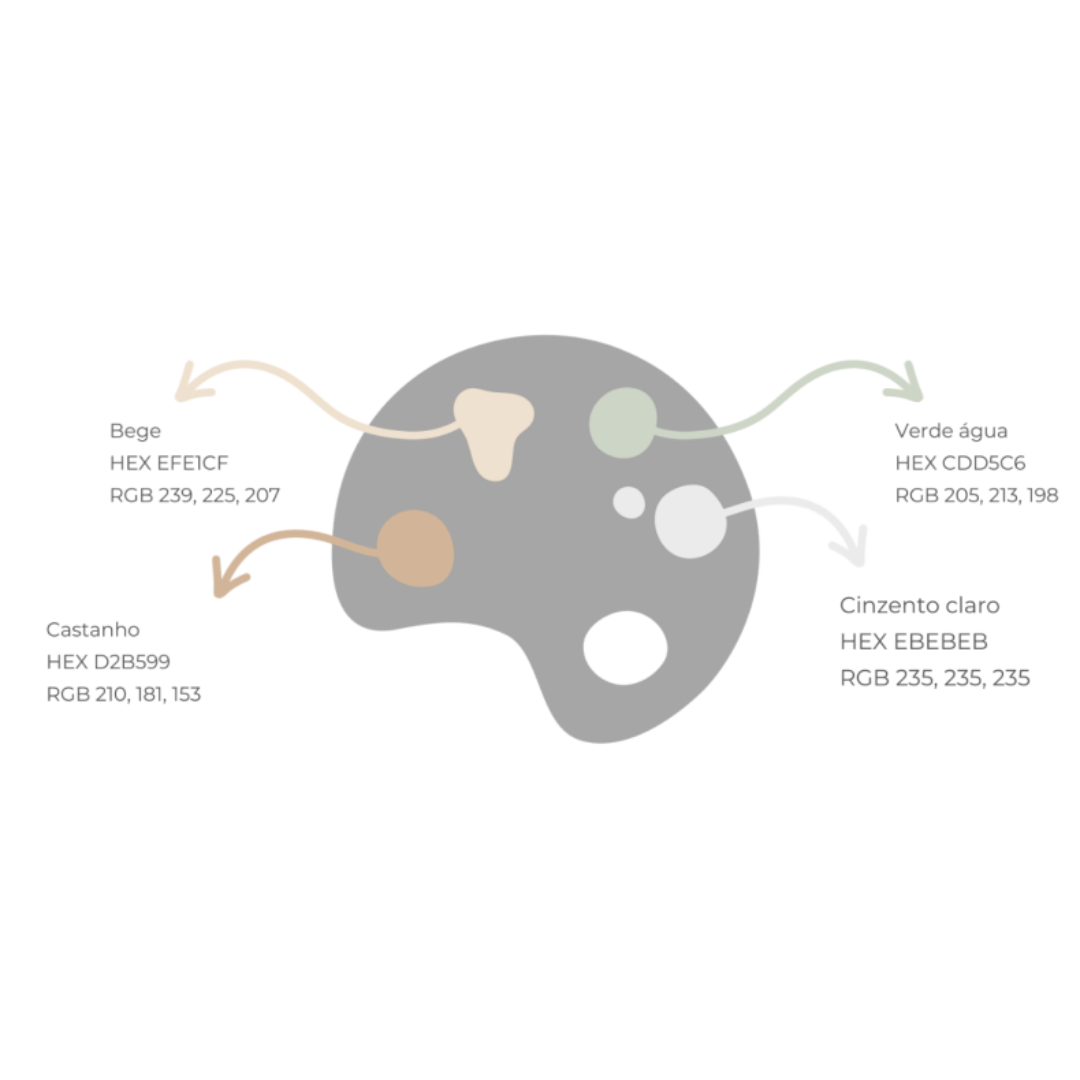 Bege
HEX EFE1CF
RGB 239, 225, 207
Verde água
HEX CDD5C6
RGB 205, 213, 198
Castanho
HEX D2B599
RGB 210, 181, 153
Cinzento claro
HEX EBEBEB
RGB 235, 235, 235